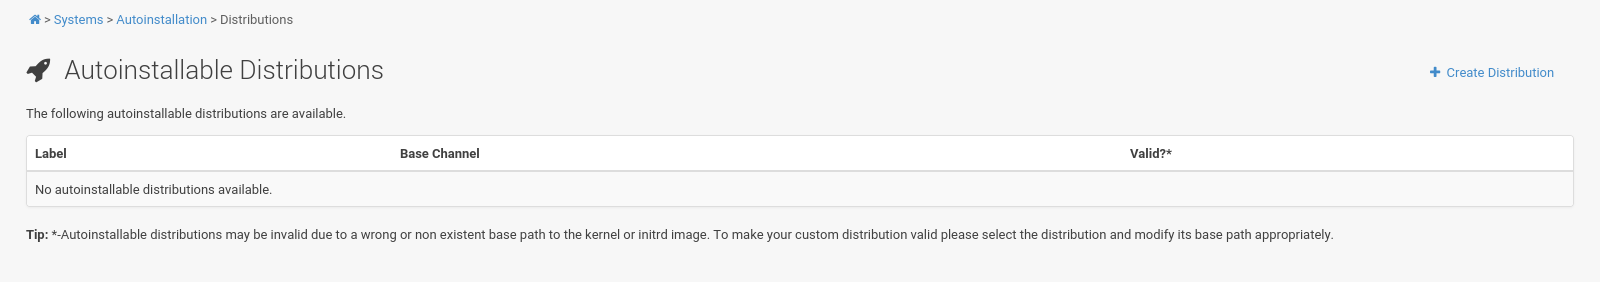 > Systems > Autoinstallation > Distributions
Autoinstallable Distributions
+ Create Distribution
The following autoinstallable distributions are available.
Label Base Channel Valid?*
No autoinstallable distributions available.
Tip: *-Autoinstallable distributions may be invalid due to a wrong or non existent base path to the kernel or initrd image. To make your custom distribution valid please select the distribution and modify its base path appropriately.